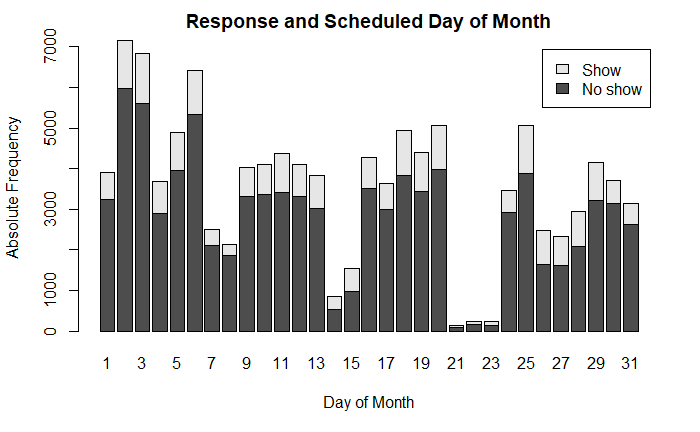 Response and Scheduled Day of Month
Show
No show
Absolute Frequency
7000
5000
3000
1000
0
1 3 5 7 9 11 13 15 17 19 21 23 25 27 29 31
Day of Month